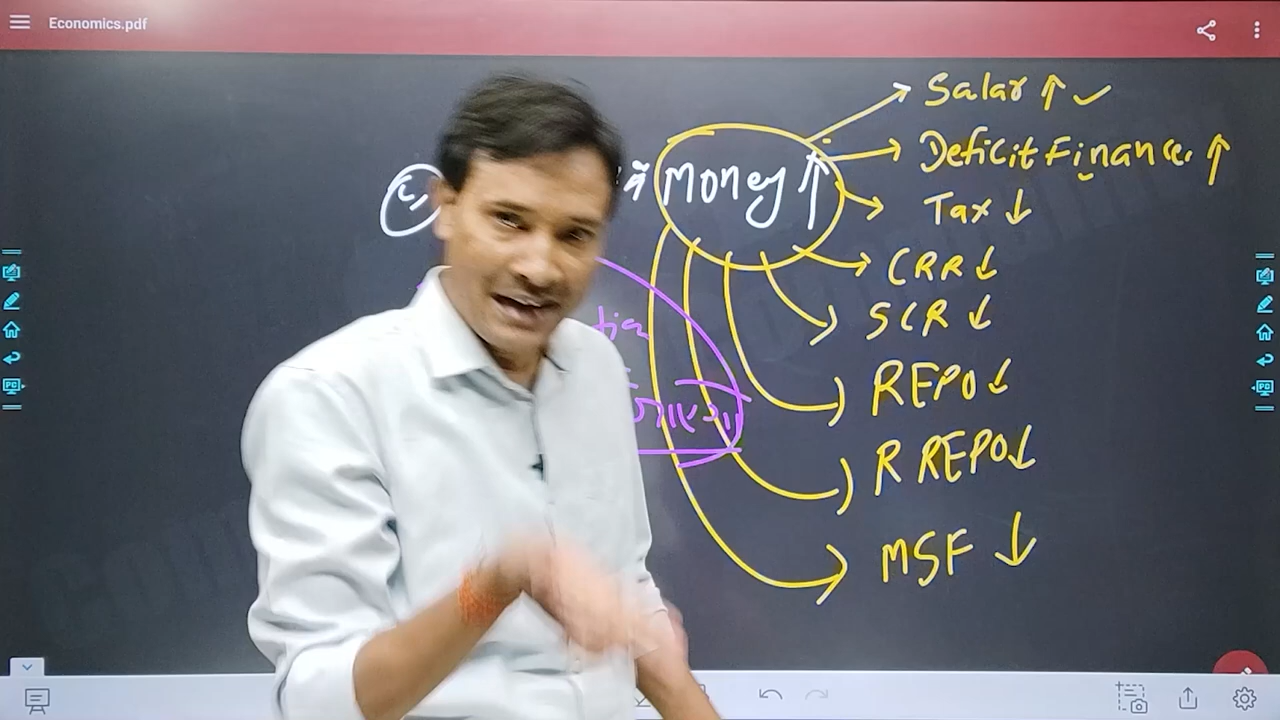 Economics.pdf
Salar ↑ ✓
Deficit Finance. ↑
में Money ↑
Tax ↓
CRR ↓
SCR ↓
REPO ↓
R REPO ↓
MSF ↓